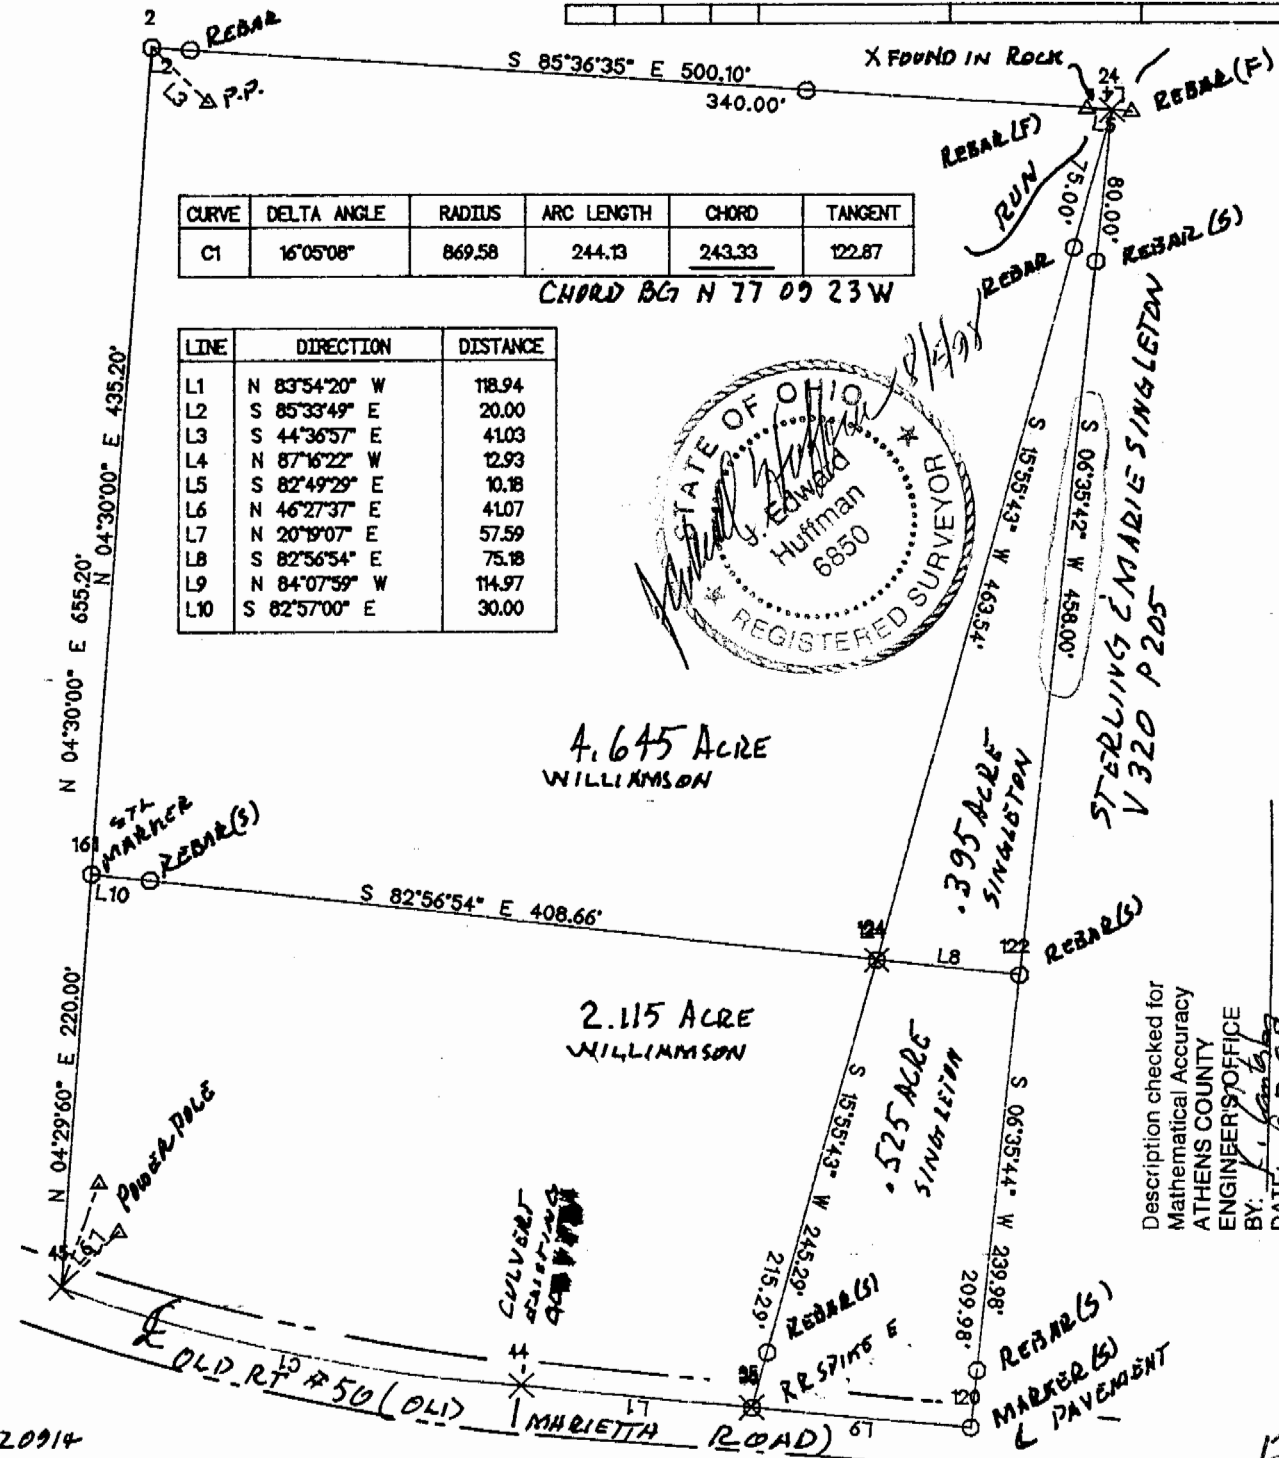 2
REBAR
S 85°36'35" E 500.10'
340.00'
X FOUND IN ROCK
24
REBAR (F)
L3
P.P.
REBAR (F)
RUN
75.00'
80.00'
REBAR
REBAR (S)
CURVE DELTA ANGLE RADIUS ARC LENGTH CHORD TANGENT
C1 16°05'08" 869.58 244.13 243.33 122.87
CHORD BG N 77 09 23 W
LINE DIRECTION DISTANCE
L1 N 83°54'20" W 118.94
L2 S 85°33'49" E 20.00
L3 S 44°36'57" E 41.03
L4 N 87°16'22" W 12.93
L5 S 82°49'29" E 10.18
L6 N 46°27'37" E 41.07
L7 N 20°19'07" E 57.59
L8 S 82°56'54" E 75.18
L9 N 84°07'59" W 114.97
L10 S 82°57'00" E 30.00
N 04°30'00" E 435.20'
N 04°30'00" E 655.20'
STATE OF OHIO
J. Edward
Huffman
6850
REGISTERED SURVEYOR
S 15°55'43" W 463.54'
S 06°35'42" W 458.00'
STERLING & MARIE SINGLETON
V 320 P 205
4.645 ACRE
WILLIAMSON
.395 ACRE
SINGLETON
STL
MARKER
161
REBAR(S)
L10
S 82°56'54" E 408.66'
124
L8
122
REBAR(S)
2.115 ACRE
WILLIAMSON
.525 ACRE
SINGLETON
N 04°29'60" E 220.00'
S 15°55'43" W 245.29'
215.29'
S 06°35'44" W 239.98'
209.98'
Description checked for
Mathematical Accuracy
ATHENS COUNTY
ENGINEER'S OFFICE
BY:
DATE:
POWER POLE
45
CULVERT
EXISTING
44
REBAR(S)
RR SPIKE E
REBAR(S)
120
MARKER (S)
PAVEMENT
C1
L1
L9
℄ OLD RT #50 (OLD MARIETTA ROAD)
20914